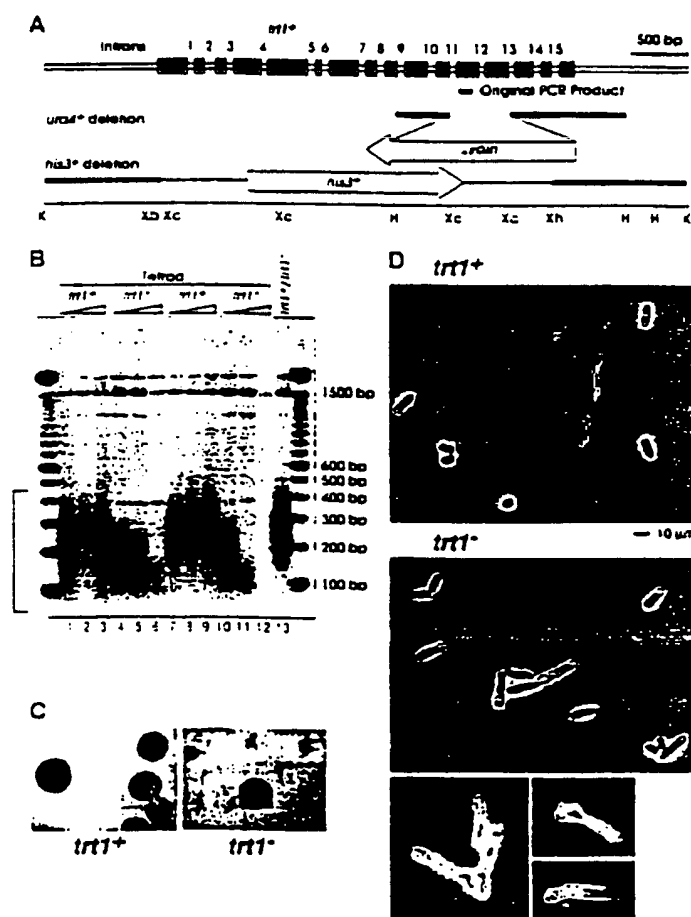 A
trt1+
Introns 1 2 3 4 5 6 7 8 9 10 11 12 13 14 15
500 bp
Original PCR Product
ura4+ deletion
ura4+
his3+ deletion
his3+
K Xb Xc Xc H Xc Xc Xh H H K
B
Tetrad
trt1+ trt1- trt1+ trt1-
1500 bp
600 bp
500 bp
400 bp
300 bp
200 bp
100 bp
1 2 3 4 5 6 7 8 9 10 11 12 13
C
trt1+
trt1-
D
trt1+
10 µm
trt1-